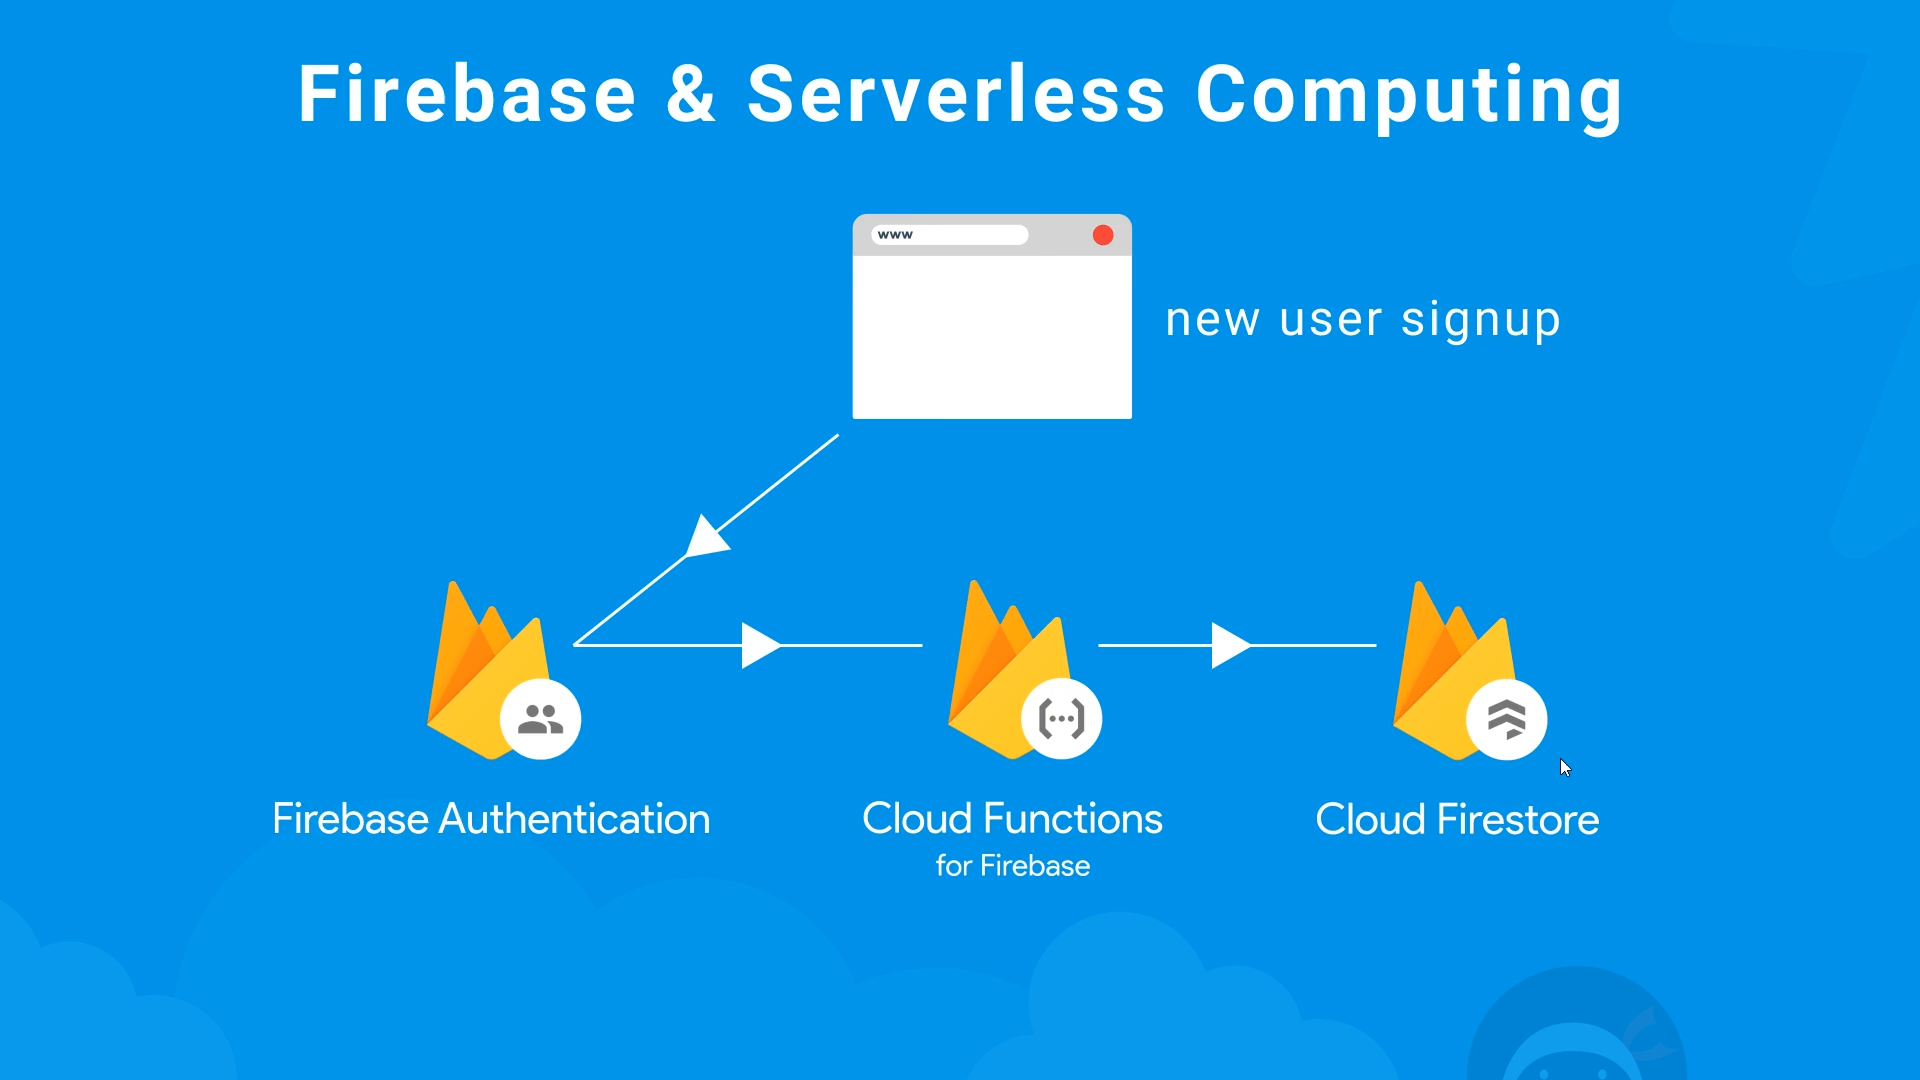 Firebase & Serverless Computing
www
new user signup
Firebase Authentication
Cloud Functions
for Firebase
Cloud Firestore